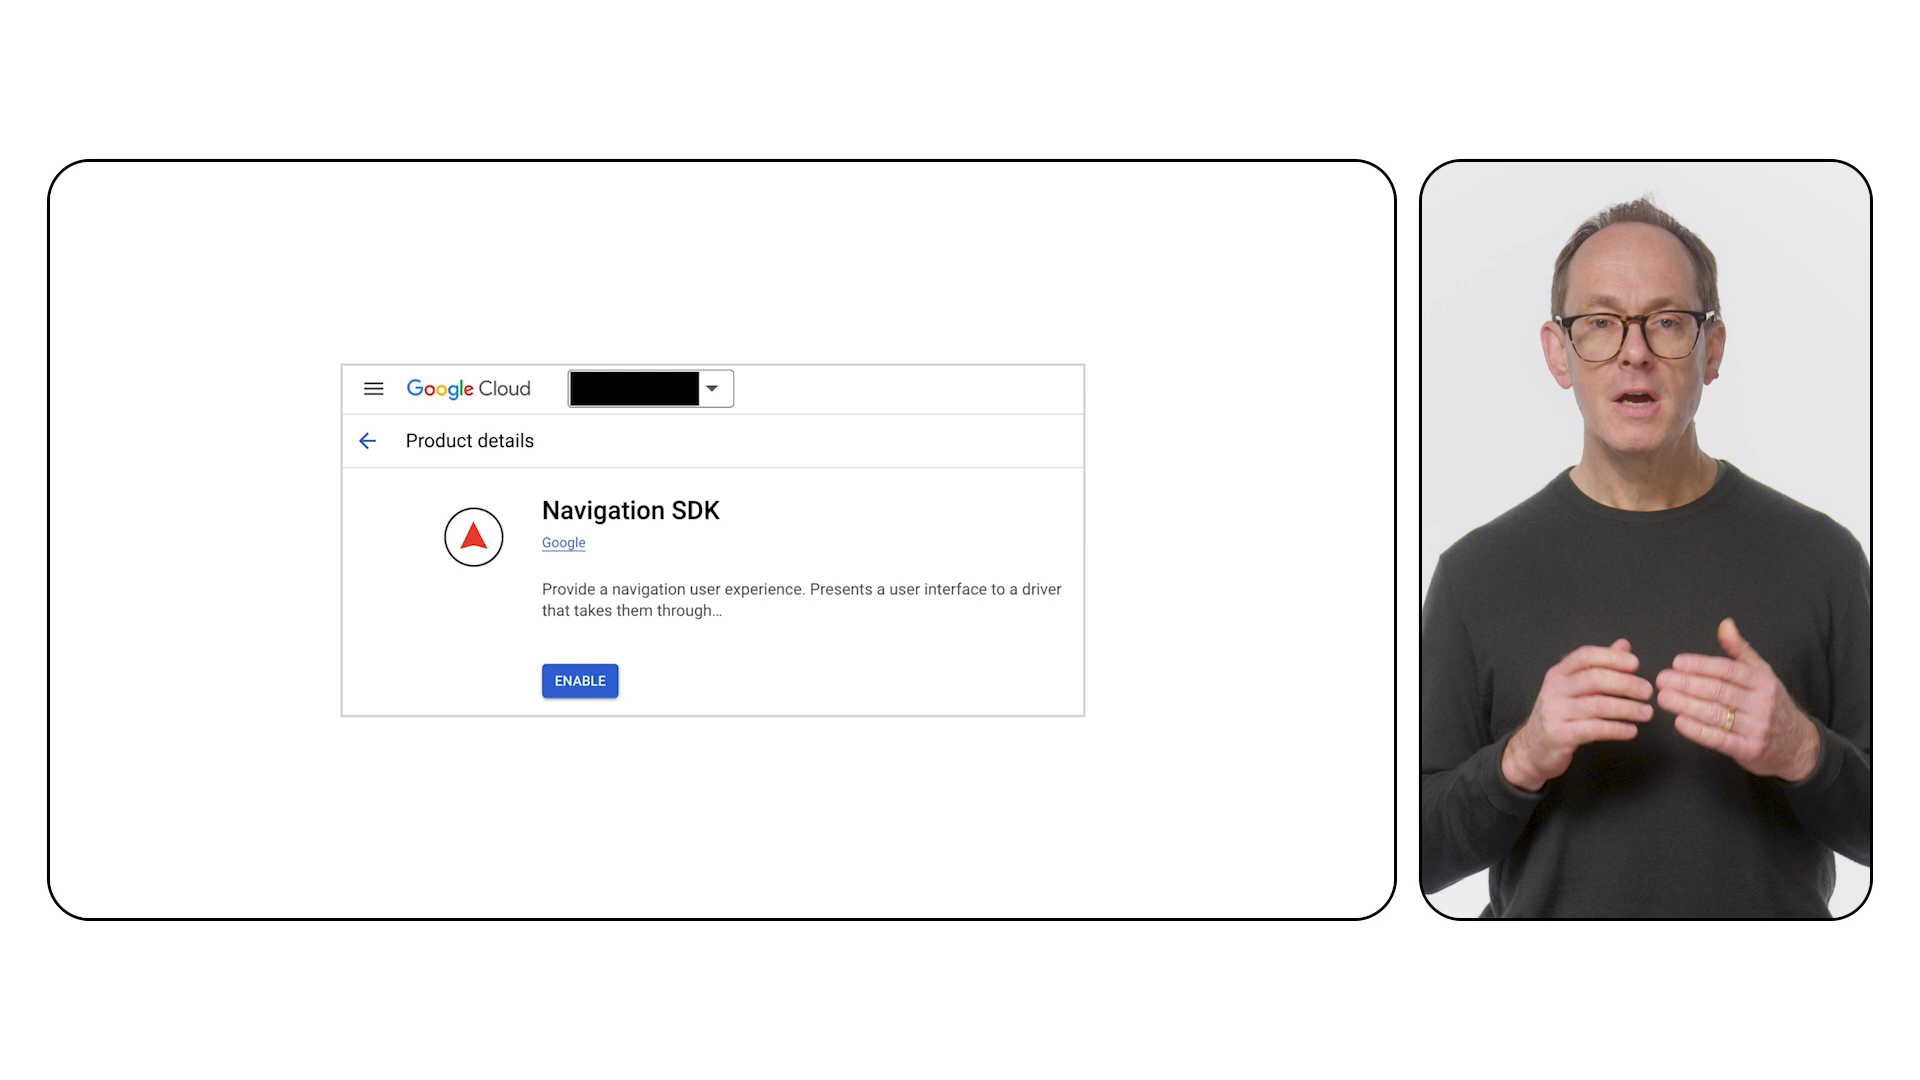 Google Cloud
Product details
Navigation SDK
Google
Provide a navigation user experience. Presents a user interface to a driver
that takes them through...
ENABLE